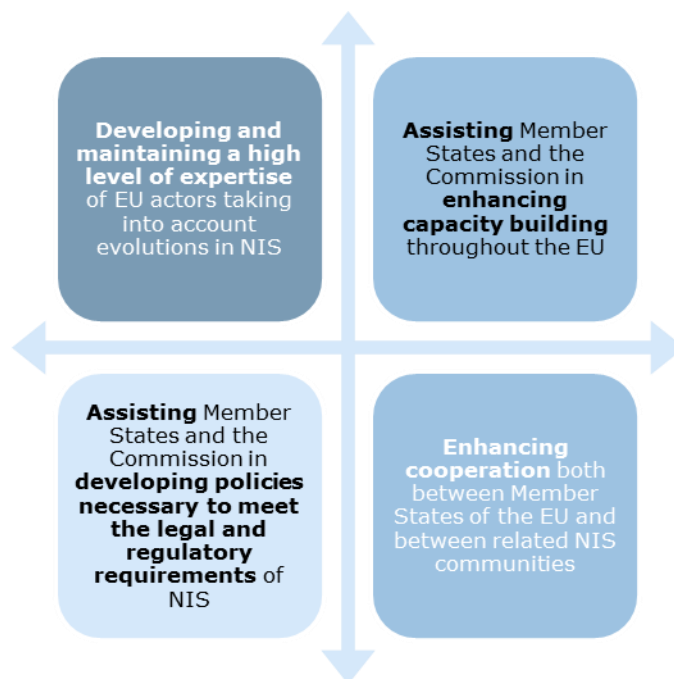 Developing and
maintaining a high
level of expertise
of EU actors taking
into account
evolutions in NIS
Assisting Member
States and the
Commission in
enhancing
capacity building
throughout the EU
Assisting Member
States and the
Commission in
developing policies
necessary to meet
the legal and
regulatory
requirements of
NIS
Enhancing
cooperation both
between Member
States of the EU and
between related NIS
communities